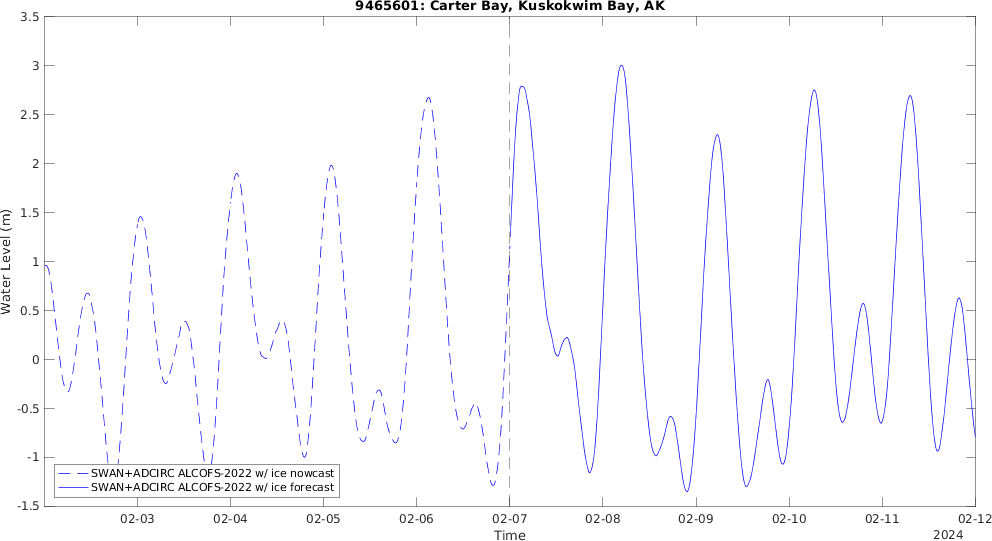 9465601: Carter Bay, Kuskokwim Bay, AK
3.5
3
2.5
2
1.5
1
0.5
0
-0.5
-1
-1.5
Water Level (m)
SWAN+ADCIRC ALCOFS-2022 w/ ice nowcast
SWAN+ADCIRC ALCOFS-2022 w/ ice forecast
02-03 02-04 02-05 02-06 02-07 02-08 02-09 02-10 02-11 02-12
Time
2024